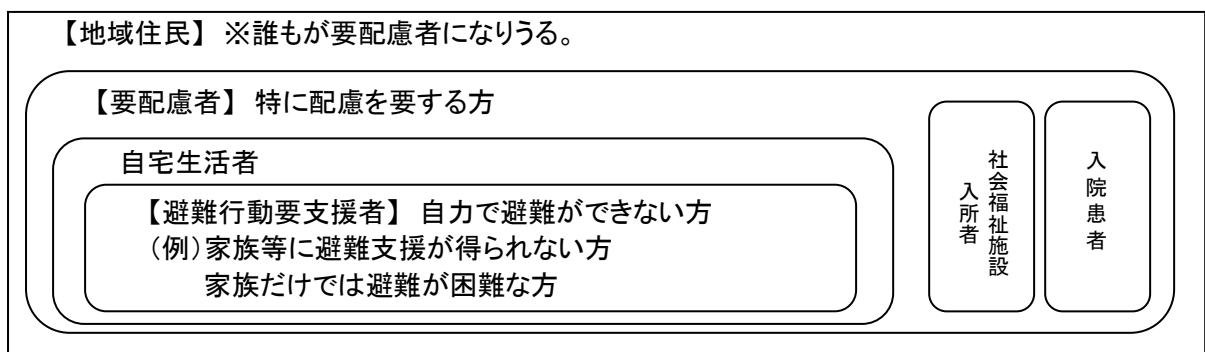 【地域住民】 ※誰もが要配慮者になりうる。
【要配慮者】 特に配慮を要する方
自宅生活者
【避難行動要支援者】 自力で避難ができない方
（例）家族等に避難支援が得られない方
家族だけでは避難が困難な方
社会福祉施設
入所者
入院患者